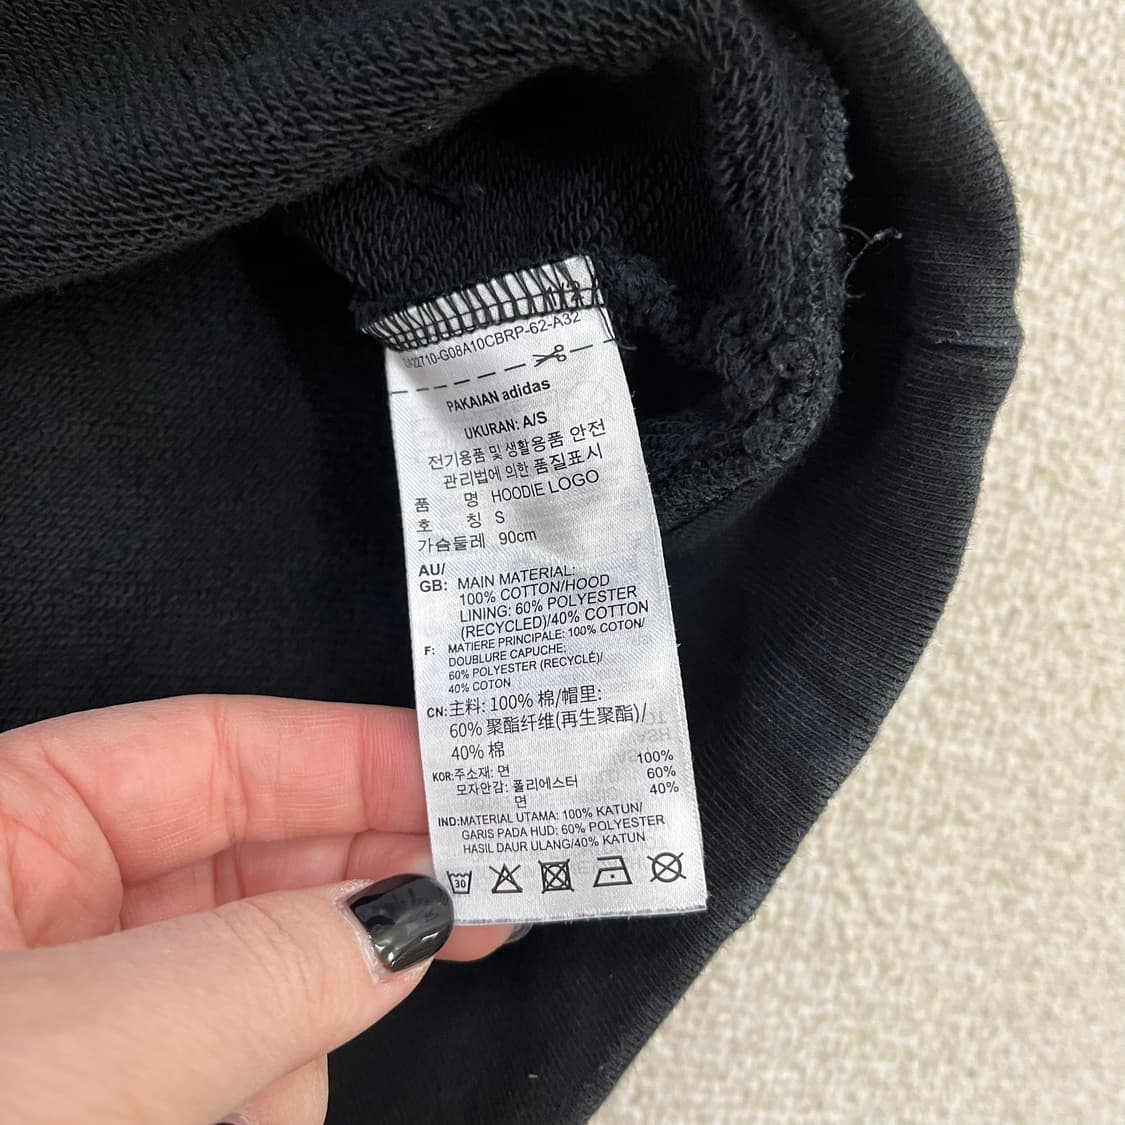 1/2
22710-G08A10CBRP-62-A32
PAKAIAN adidas
UKURAN: A/S
전기용품 및 생활용품 안전
관리법에 의한 품질표시
품 명 HOODIE LOGO
호 칭 S
가슴둘레 90cm
AU/
GB: MAIN MATERIAL:
100% COTTON/HOOD
LINING: 60% POLYESTER
(RECYCLED)/40% COTTON
F: MATIERE PRINCIPALE: 100% COTON/
DOUBLURE CAPUCHE:
60% POLYESTER (RECYCLÉ)/
40% COTON
CN: 主料: 100% 棉/帽里:
60% 聚酯纤维(再生聚酯)/
40% 棉
KOR: 주소재: 면 100%
모자안감: 폴리에스터 60%
면 40%
IND: MATERIAL UTAMA: 100% KATUN/
GARIS PADA HUD: 60% POLYESTER
HASIL DAUR ULANG/40% KATUN
30